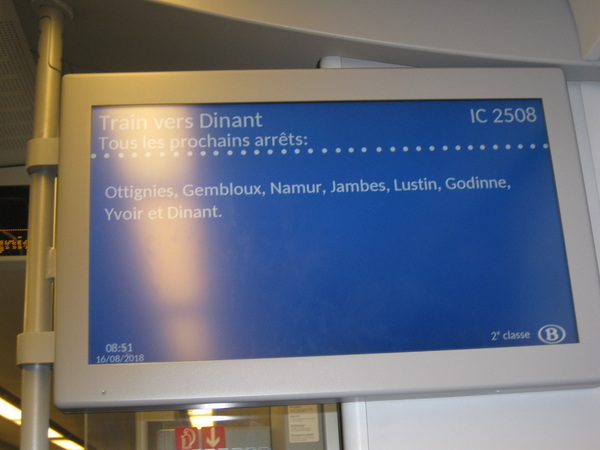 Train vers Dinant
IC 2508
Tous les prochains arrêts:
Ottignies, Gembloux, Namur, Jambes, Lustin, Godinne,
Yvoir et Dinant.
08:51
16/08/2018
2e classe
B